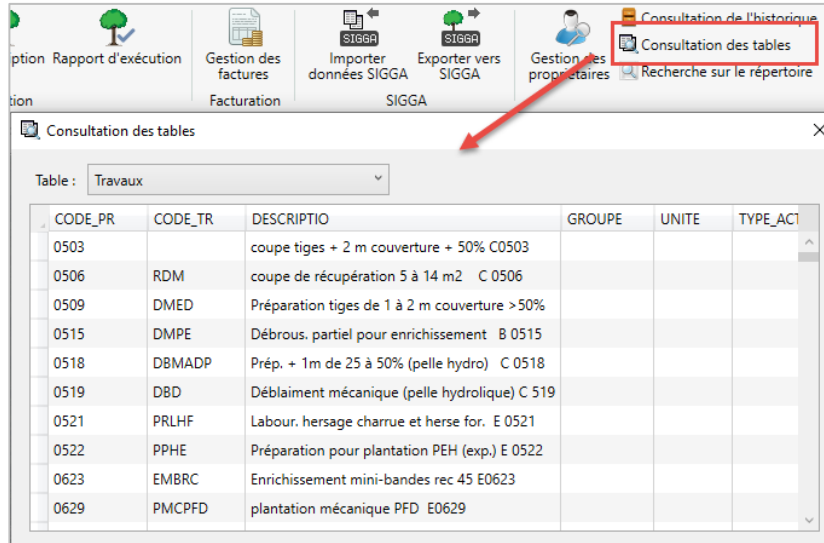 Consultation de l'historique
SIGGA SIGGA
Consultation des tables
ption Rapport d'exécution Gestion des Importer Exporter vers Gestion des
factures données SIGGA SIGGA propriétaires Recherche sur le répertoire
tion Facturation SIGGA
Consultation des tables
Table : Travaux
CODE_PR CODE_TR DESCRIPTIO GROUPE UNITE TYPE_ACT
0503 coupe tiges + 2 m couverture + 50% C0503
0506 RDM coupe de récupération 5 à 14 m2 C 0506
0509 DMED Préparation tiges de 1 à 2 m couverture >50%
0515 DMPE Débrous. partiel pour enrichissement B 0515
0518 DBMADP Prép. + 1m de 25 à 50% (pelle hydro) C 0518
0519 DBD Déblaiment mécanique (pelle hydrolique) C 519
0521 PRLHF Labour. hersage charrue et herse for. E 0521
0522 PPHE Préparation pour plantation PEH (exp.) E 0522
0623 EMBRC Enrichissement mini-bandes rec 45 E0623
0629 PMCPFD plantation mécanique PFD E0629